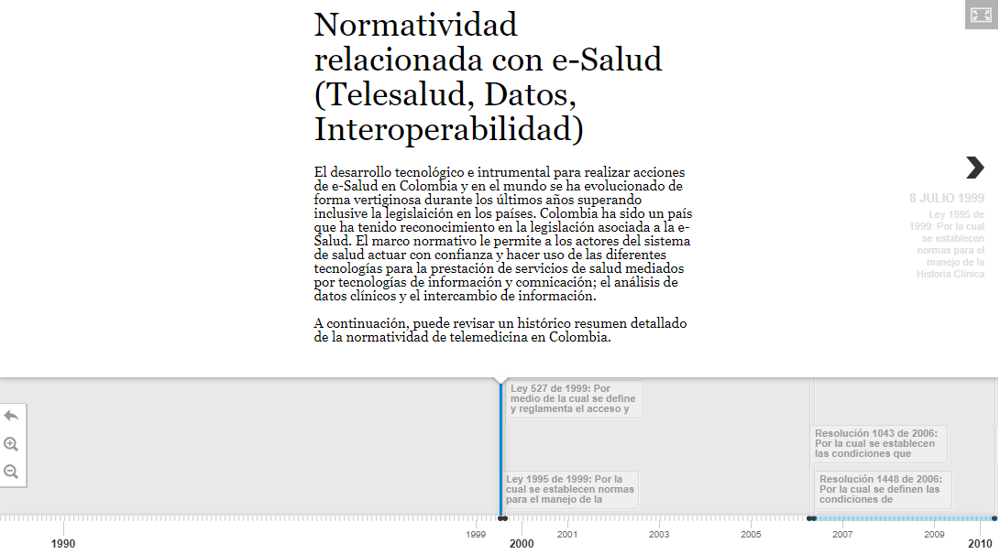 Normatividad
relacionada con e-Salud
(Telesalud, Datos,
Interoperabilidad)
El desarrollo tecnológico e intrumental para realizar acciones
de e-Salud en Colombia y en el mundo se ha evolucionado de
forma vertiginosa durante los últimos años superando
inclusive la legislaición en los países. Colombia ha sido un país
que ha tenido reconocimiento en la legislación asociada a la e-
Salud. El marco normativo le permite a los actores del sistema
de salud actuar con confianza y hacer uso de las diferentes
tecnologías para la prestación de servicios de salud mediados
por tecnologías de información y comnicación; el análisis de
datos clínicos y el intercambio de información.
A continuación, puede revisar un histórico resumen detallado
de la normatividad de telemedicina en Colombia.
8 JULIO 1999
Ley 1995 de
1999: Por la cual
se establecen
normas para el
manejo de la
Historia Clínica
Ley 527 de 1999: Por
medio de la cual se define
y reglamenta el acceso y
Resolución 1043 de 2006:
Por la cual se establecen
las condiciones que
Ley 1995 de 1999: Por la
cual se establecen normas
para el manejo de la
Resolución 1448 de 2006:
Por la cual se definen las
condiciones de
1990 1999 2000 2001 2003 2005 2007 2009 2010